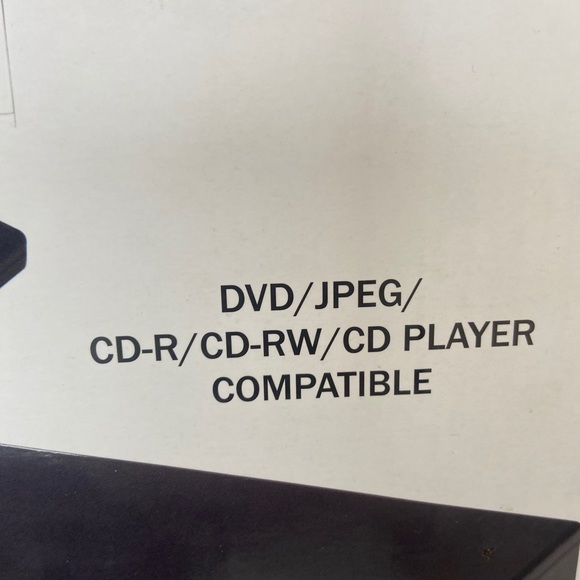 DVD/JPEG/
CD-R/CD-RW/CD PLAYER
COMPATIBLE